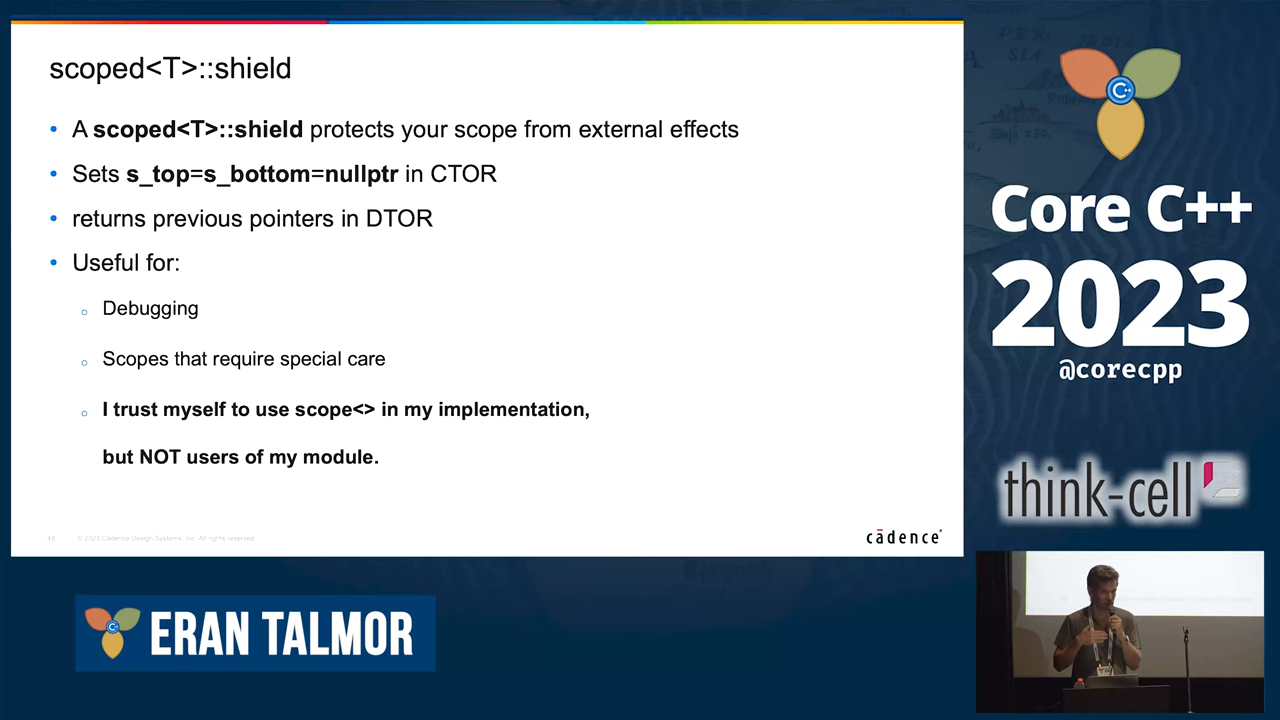 scoped<T>::shield
• A scoped<T>::shield protects your scope from external effects
• Sets s_top=s_bottom=nullptr in CTOR
• returns previous pointers in DTOR
• Useful for:
○ Debugging
○ Scopes that require special care
○ I trust myself to use scope<> in my implementation,
but NOT users of my module.
46 © 2023 Cadence Design Systems, Inc. All rights reserved.
cādence
C++
Core C++
2023
@corecpp
think-cell
C++
ERAN TALMOR